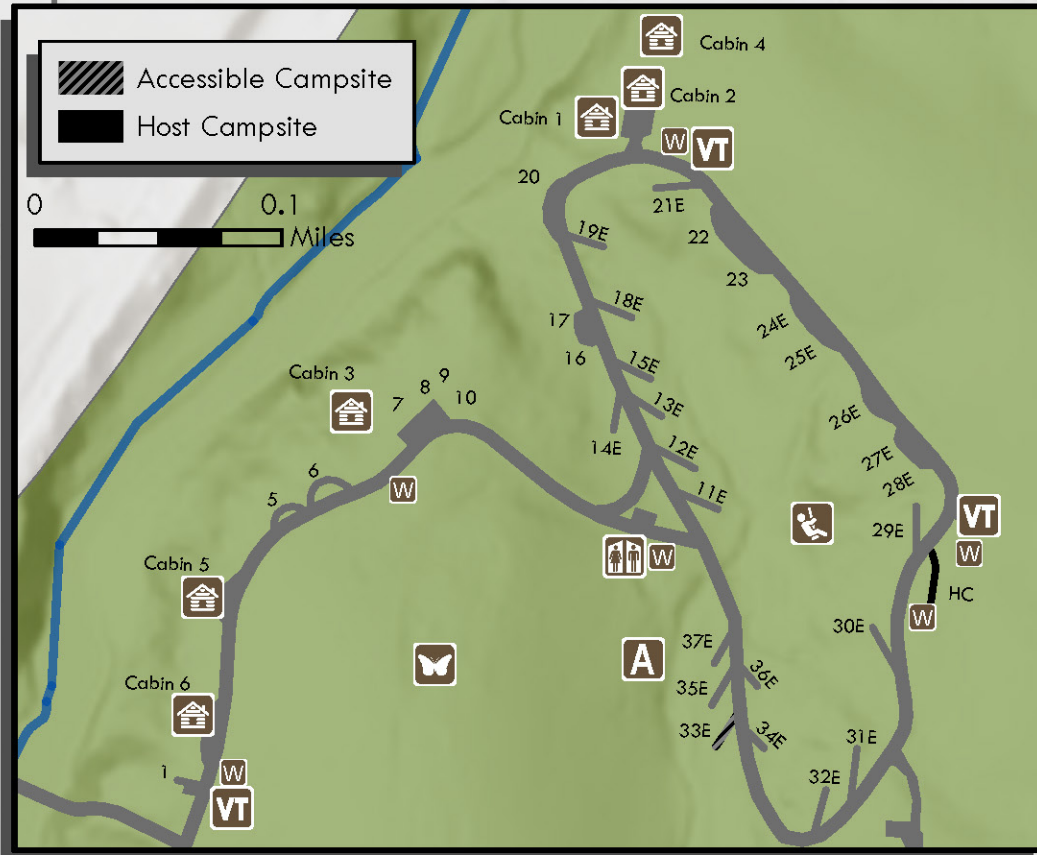 Accessible Campsite
Host Campsite
0
0.1
Miles
Cabin 4
Cabin 2
Cabin 1
W
VT
20
21E
22
19E
23
18E
17
24E
16
25E
15E
Cabin 3
9
8
10
7
13E
26E
14E
12E
27E
6
W
28E
11E
5
VT
29E
W
W
Cabin 5
HC
W
30E
37E
A
36E
Cabin 6
35E
33E
34E
31E
1
W
32E
VT